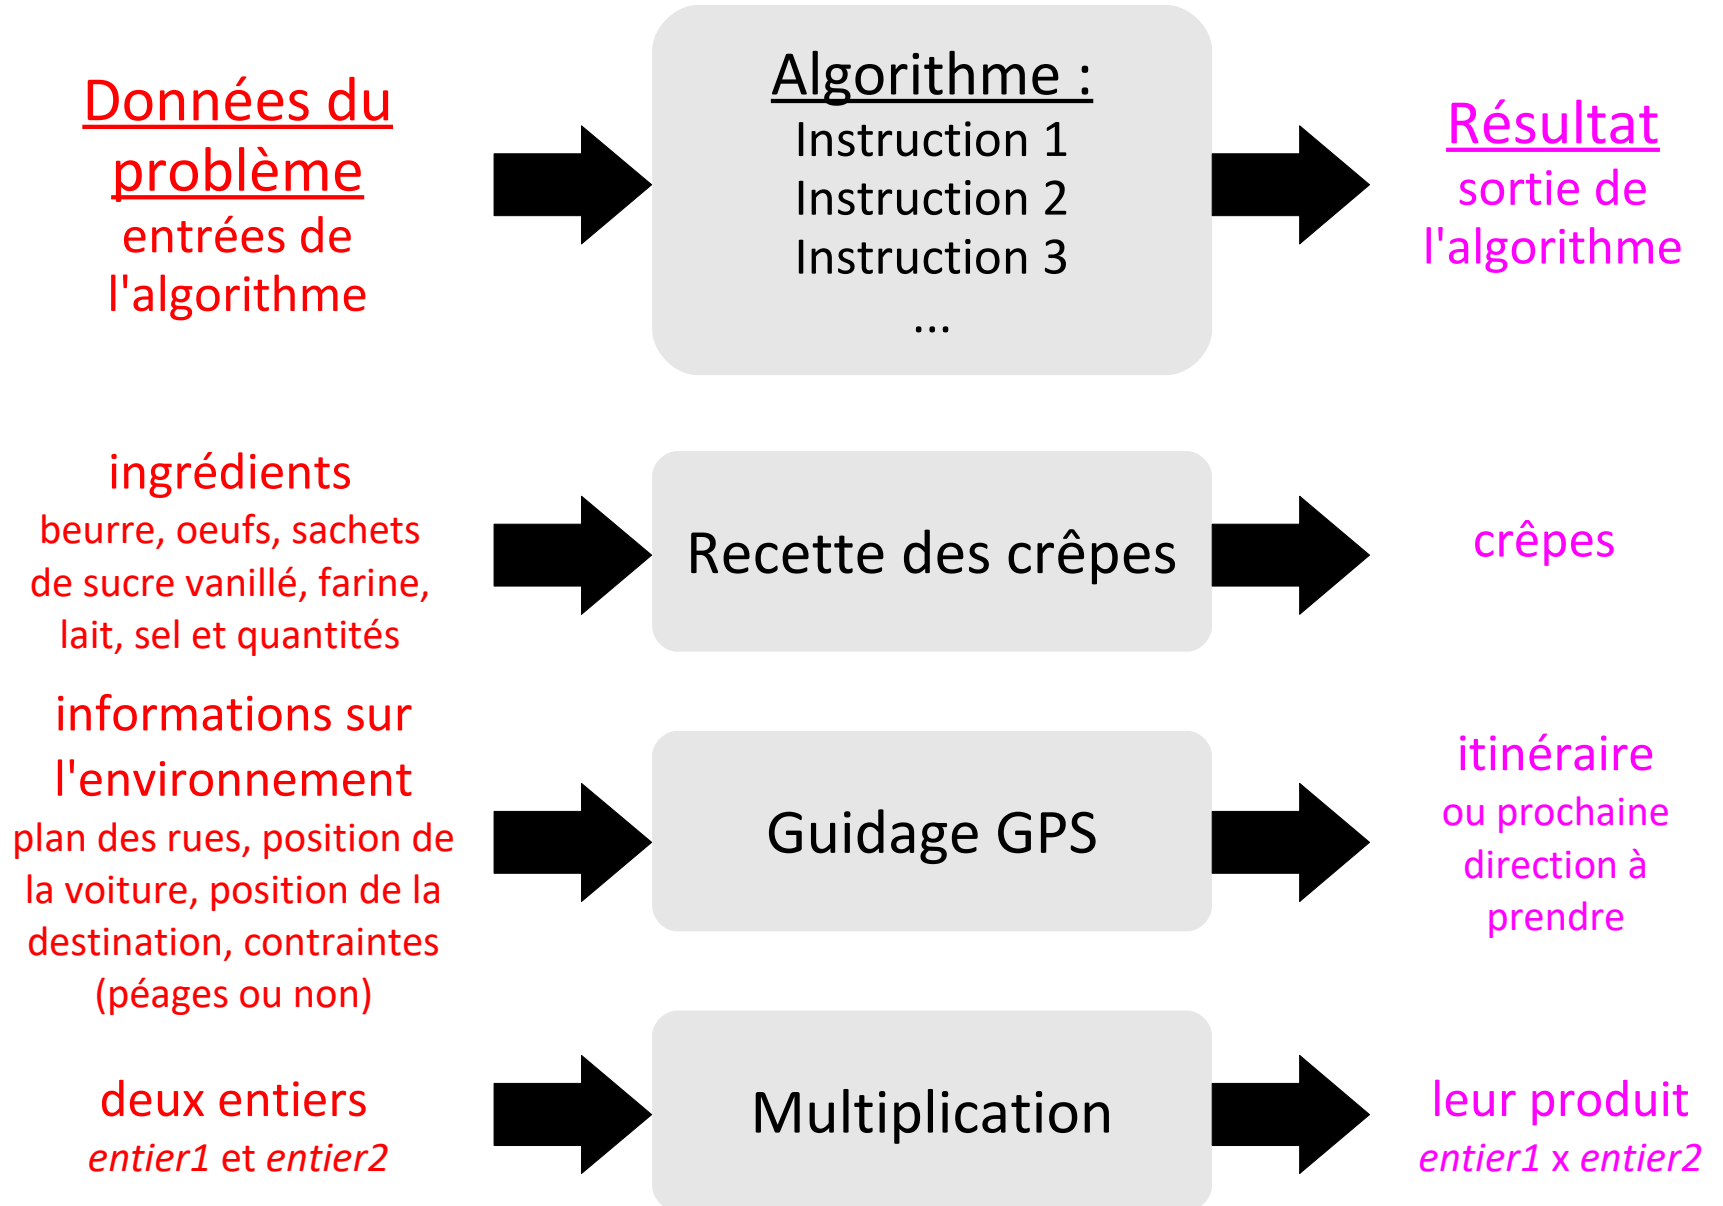 Données du
problème
entrées de
l'algorithme
Algorithme :
Instruction 1
Instruction 2
Instruction 3
...
Résultat
sortie de
l'algorithme
ingrédients
beurre, oeufs, sachets
de sucre vanillé, farine,
lait, sel et quantités
Recette des crêpes
crêpes
informations sur
l'environnement
plan des rues, position de
la voiture, position de la
destination, contraintes
(péages ou non)
Guidage GPS
itinéraire
ou prochaine
direction à
prendre
deux entiers
entier1 et entier2
Multiplication
leur produit
entier1 x entier2